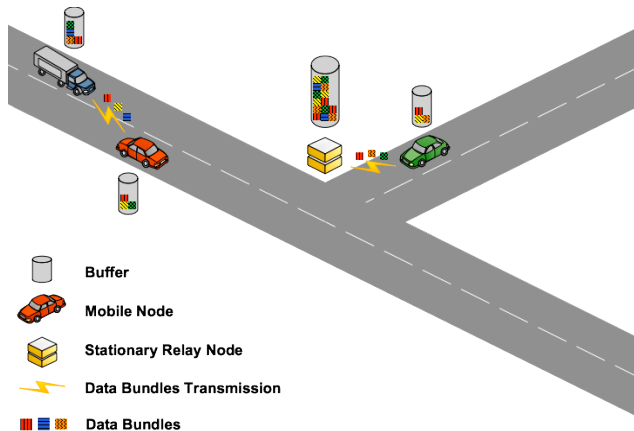 Buffer
Mobile Node
Stationary Relay Node
Data Bundles Transmission
Data Bundles